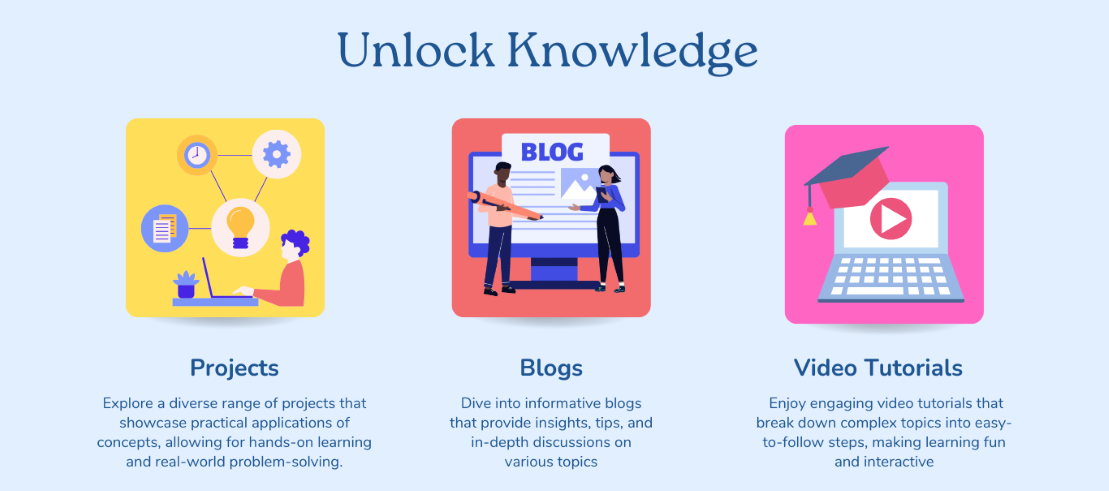 Unlock Knowledge
BLOG
Projects
Explore a diverse range of projects that
showcase practical applications of
concepts, allowing for hands-on learning
and real-world problem-solving.
Blogs
Dive into informative blogs
that provide insights, tips, and
in-depth discussions on
various topics
Video Tutorials
Enjoy engaging video tutorials that
break down complex topics into easy-
to-follow steps, making learning fun
and interactive